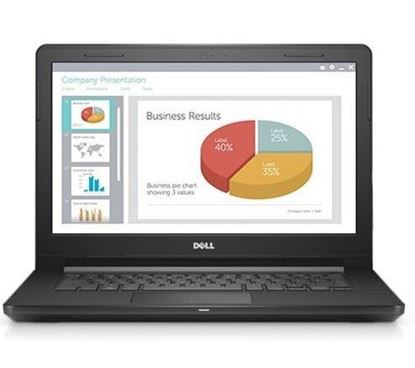 Company Presentation
Business Results
Label
40%
Label
25%
Label
35%
Business pie chart
showing 3 values
DELL